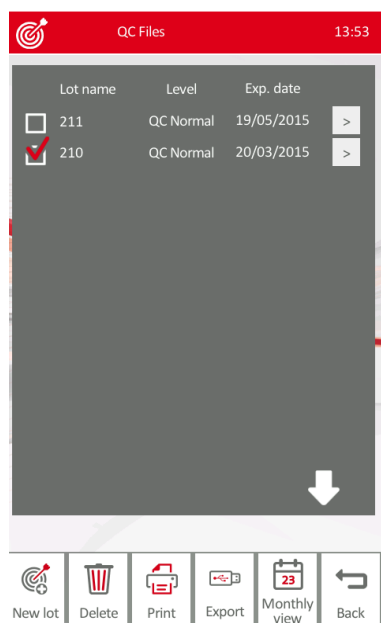 QC Files 13:53
Lot name Level Exp. date
211 QC Normal 19/05/2015 >
210 QC Normal 20/03/2015 >
23
New lot Delete Print Export Monthly view Back